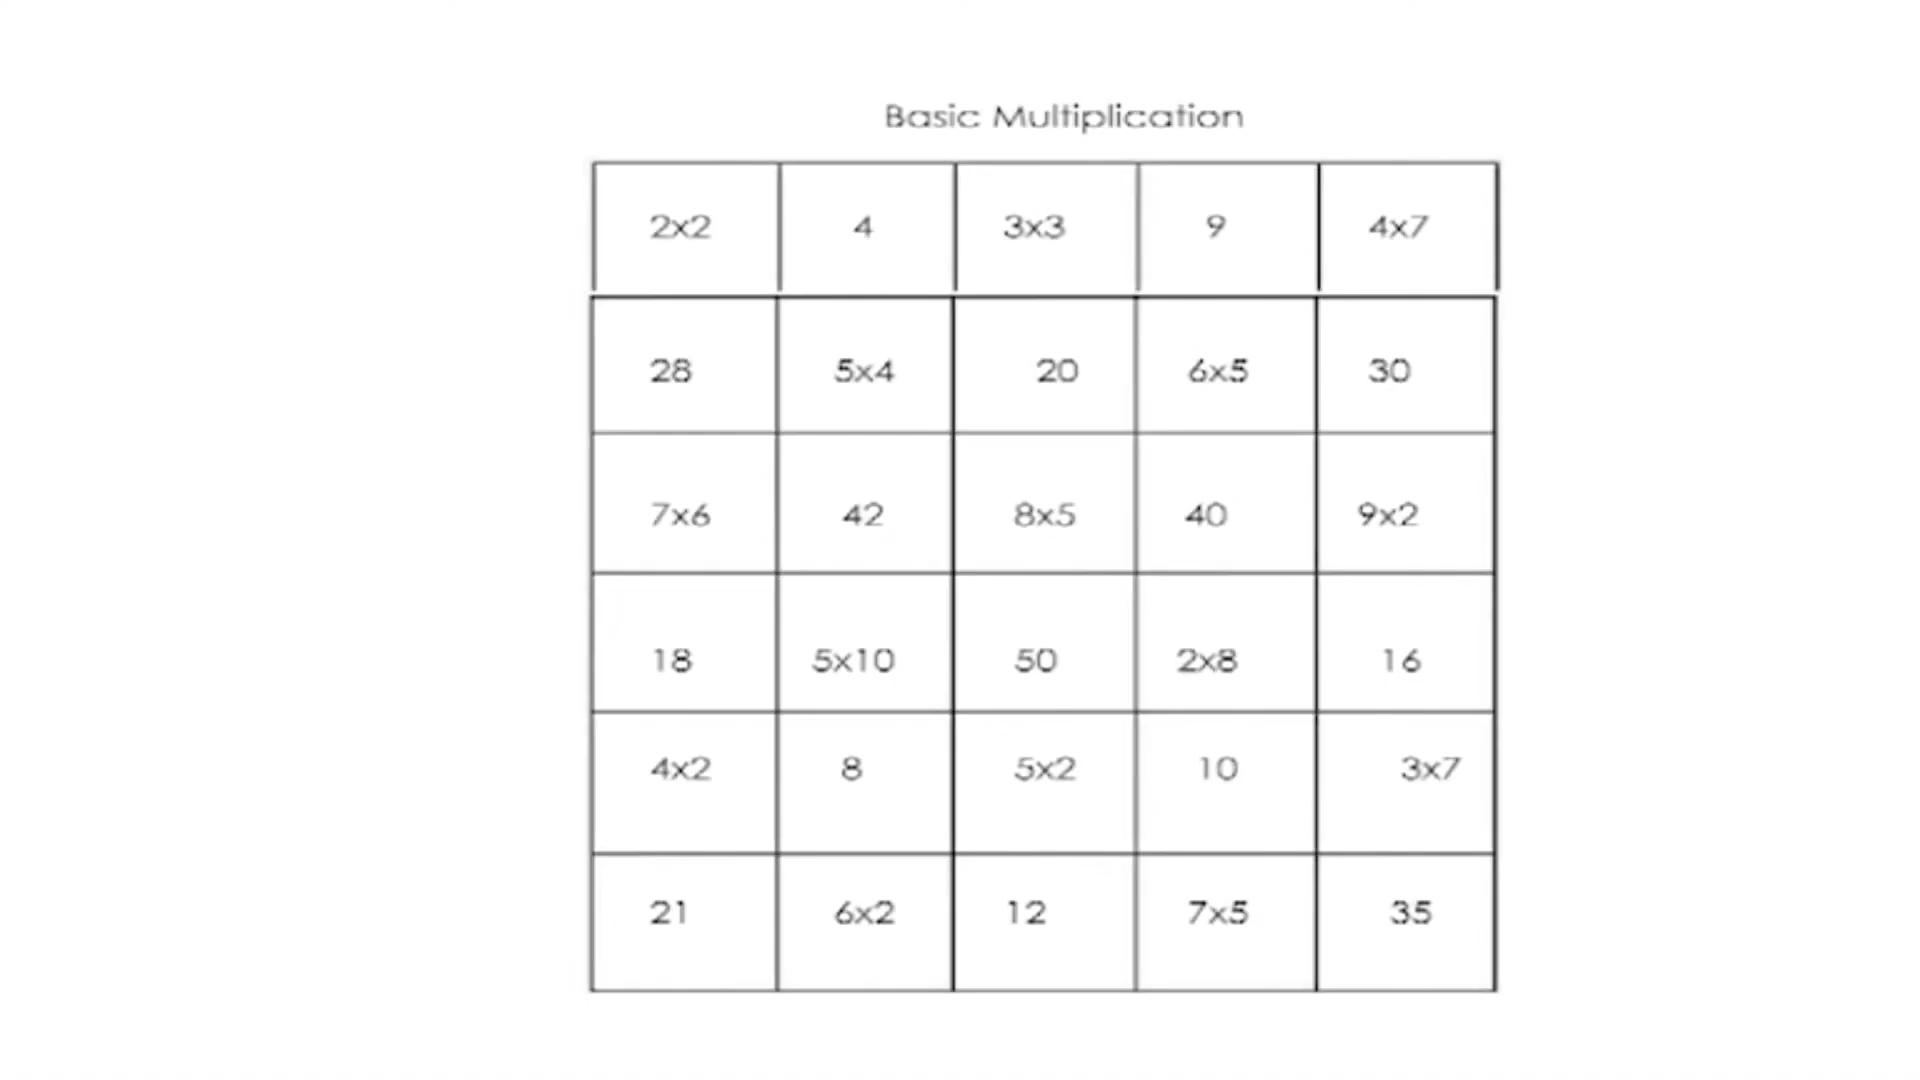 Basic Multiplication
2x2 4 3x3 9 4x7
28 5x4 20 6x5 30
7x6 42 8x5 40 9x2
18 5x10 50 2x8 16
4x2 8 5x2 10 3x7
21 6x2 12 7x5 35